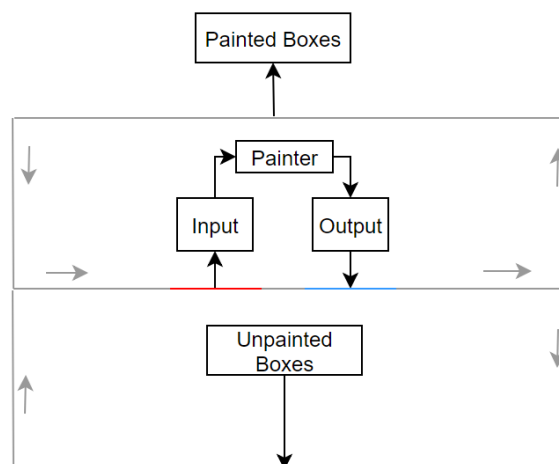 Painted Boxes
Painter
Input
Output
Unpainted
Boxes